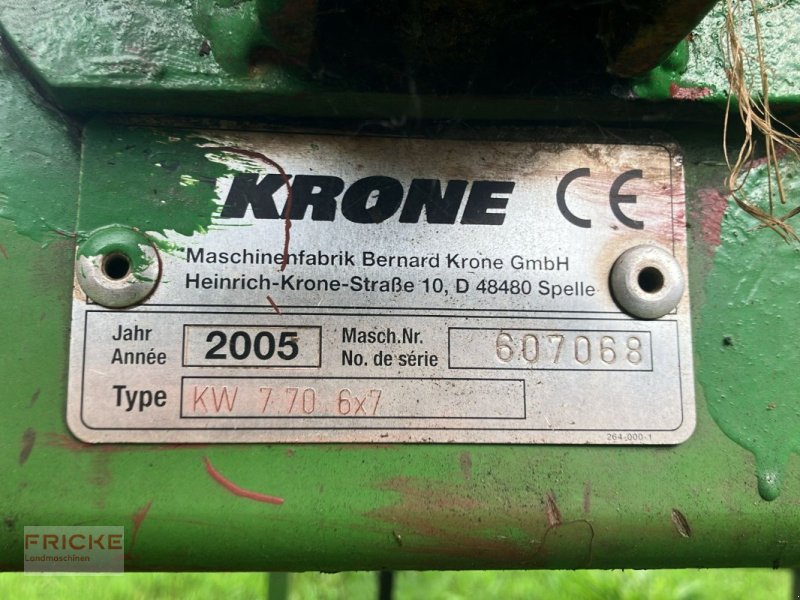 KRONE CE
Maschinenfabrik Bernard Krone GmbH
Heinrich-Krone-Straße 10, D 48480 Spelle
Jahr 2005 Masch.Nr. 607068
Année No. de série
Type KW 7 70 6x7
264-000-1
FRICKE
Landmaschinen